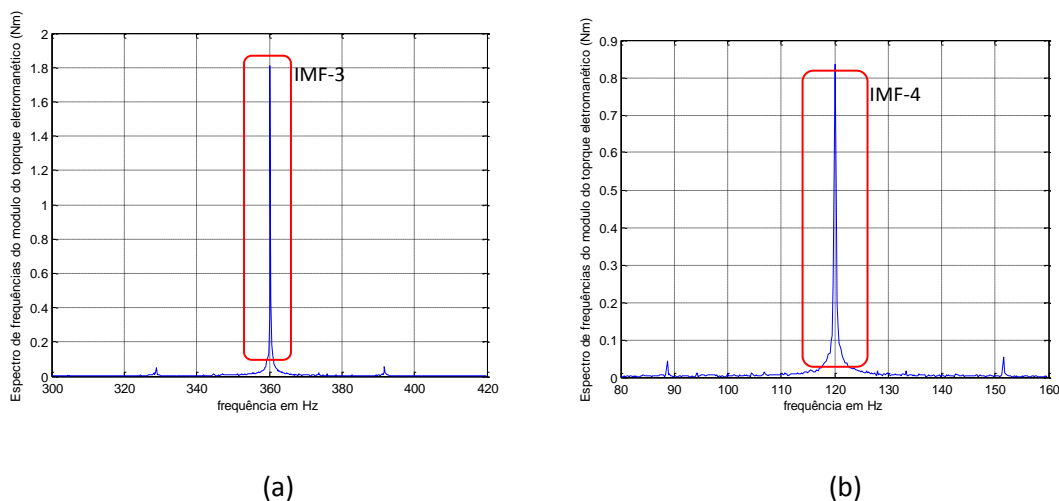 Espectro de frequências do modulo do toprque eletromanético (Nm)
2
1.8
1.6
1.4
1.2
1
0.8
0.6
0.4
0.2
0
IMF-3
300 320 340 360 380 400 420
frequência em Hz
(a)
Espectro de frequências do modulo do toprque eletromanético (Nm)
0.9
0.8
0.7
0.6
0.5
0.4
0.3
0.2
0.1
0
IMF-4
80 90 100 110 120 130 140 150 160
frequência em Hz
(b)